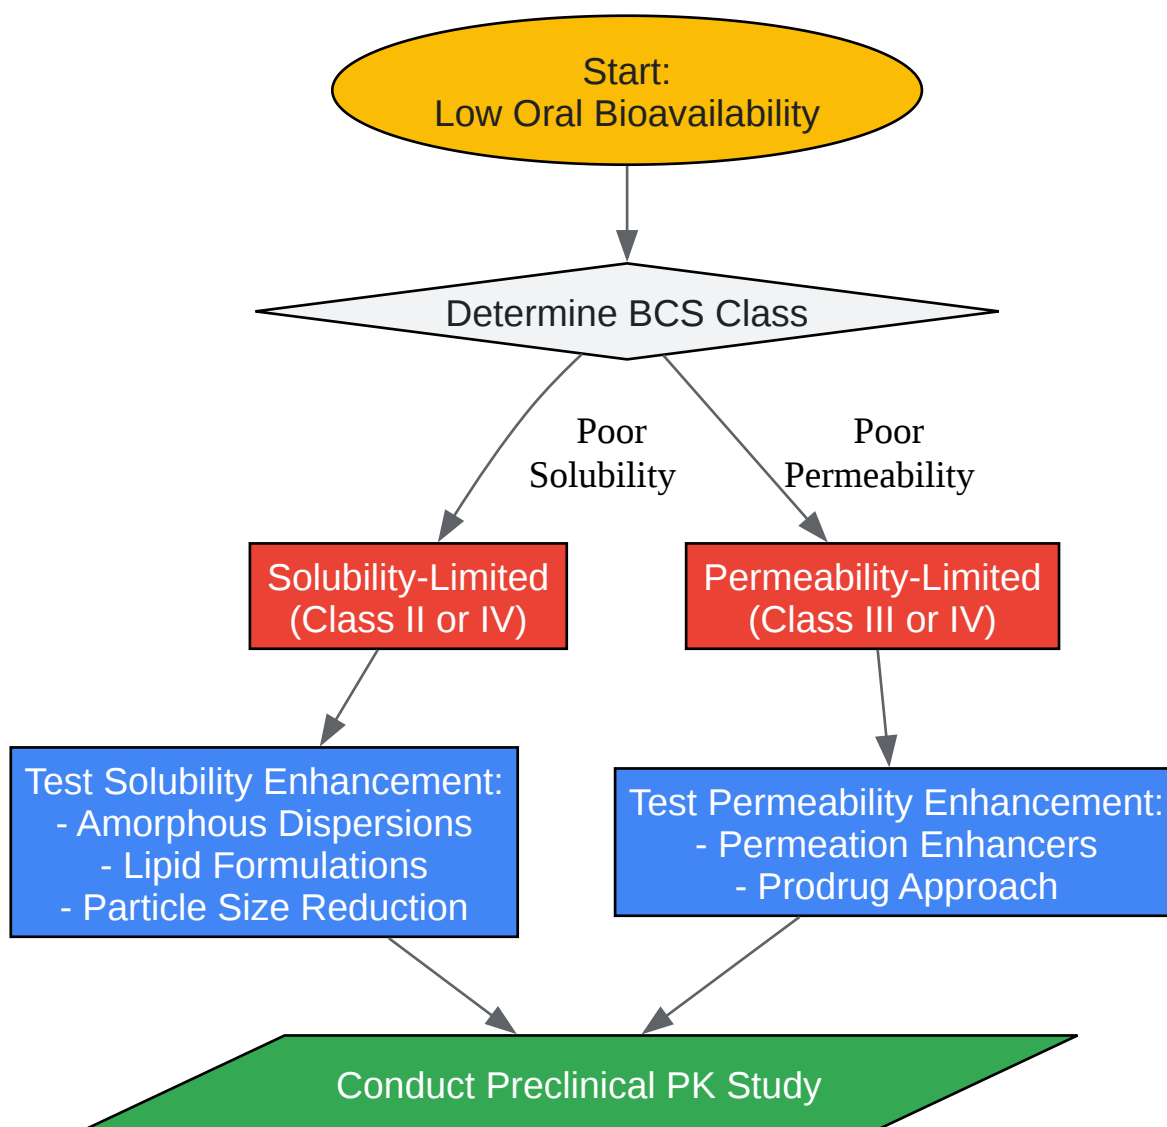 Start:
Low Oral Bioavailability
Determine BCS Class
Poor
Solubility
Poor
Permeability
Solubility-Limited
(Class II or IV)
Permeability-Limited
(Class III or IV)
Test Solubility Enhancement:
- Amorphous Dispersions
- Lipid Formulations
- Particle Size Reduction
Test Permeability Enhancement:
- Permeation Enhancers
- Prodrug Approach
Conduct Preclinical PK Study